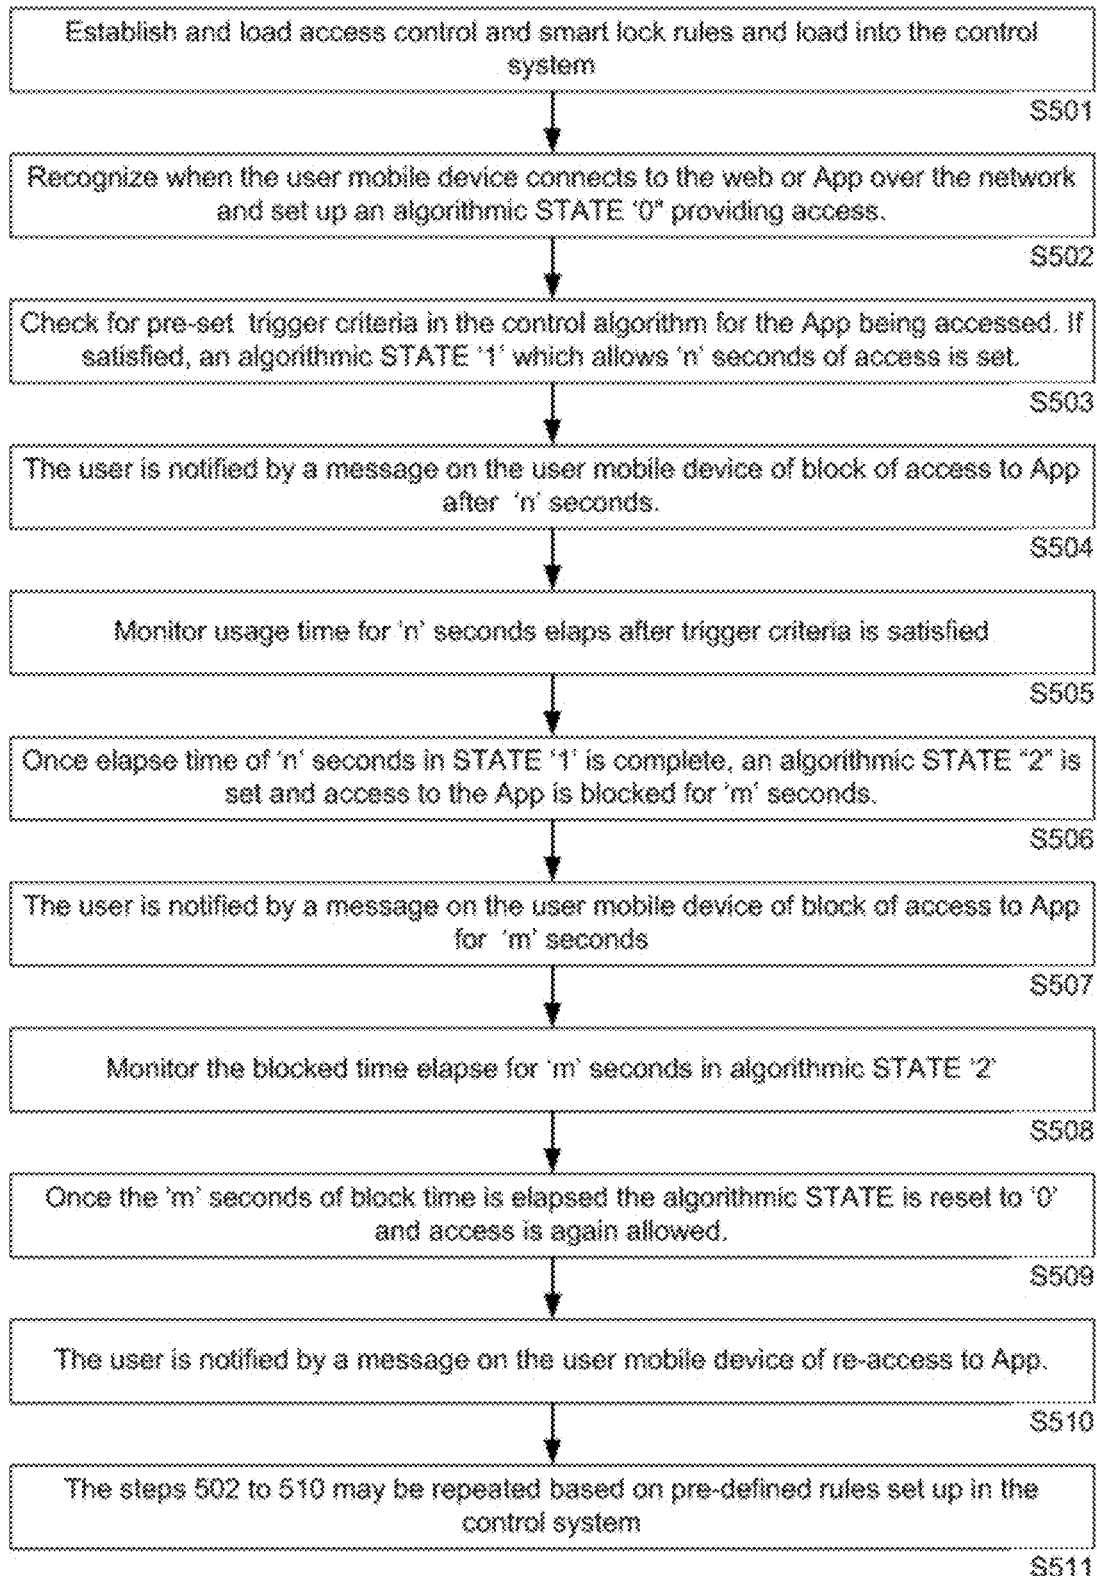 Establish and load access control and smart lock rules and load into the control
system
S501
Recognize when the user mobile device connects to the web or App over the network
and set up an algorithmic STATE '0" providing access.
S502
Check for pre-set trigger criteria in the control algorithm for the App being accessed. If
satisfied, an algorithmic STATE '1' which allows 'n' seconds of access is set.
S503
The user is notified by a message on the user mobile device of block of access to App
after 'n' seconds.
S504
Monitor usage time for 'n' seconds elaps after trigger criteria is satisfied
S505
Once elapse time of 'n' seconds in STATE '1' is complete, an algorithmic STATE "2" is
set and access to the App is blocked for 'm' seconds.
S506
The user is notified by a message on the user mobile device of block of access to App
for 'm' seconds
S507
Monitor the blocked time elapse for 'm' seconds in algorithmic STATE '2'
S508
Once the 'm' seconds of block time is elapsed the algorithmic STATE is reset to '0'
and access is again allowed.
S509
The user is notified by a message on the user mobile device of re-access to App.
S510
The steps 502 to 510 may be repeated based on pre-defined rules set up in the
control system
S511